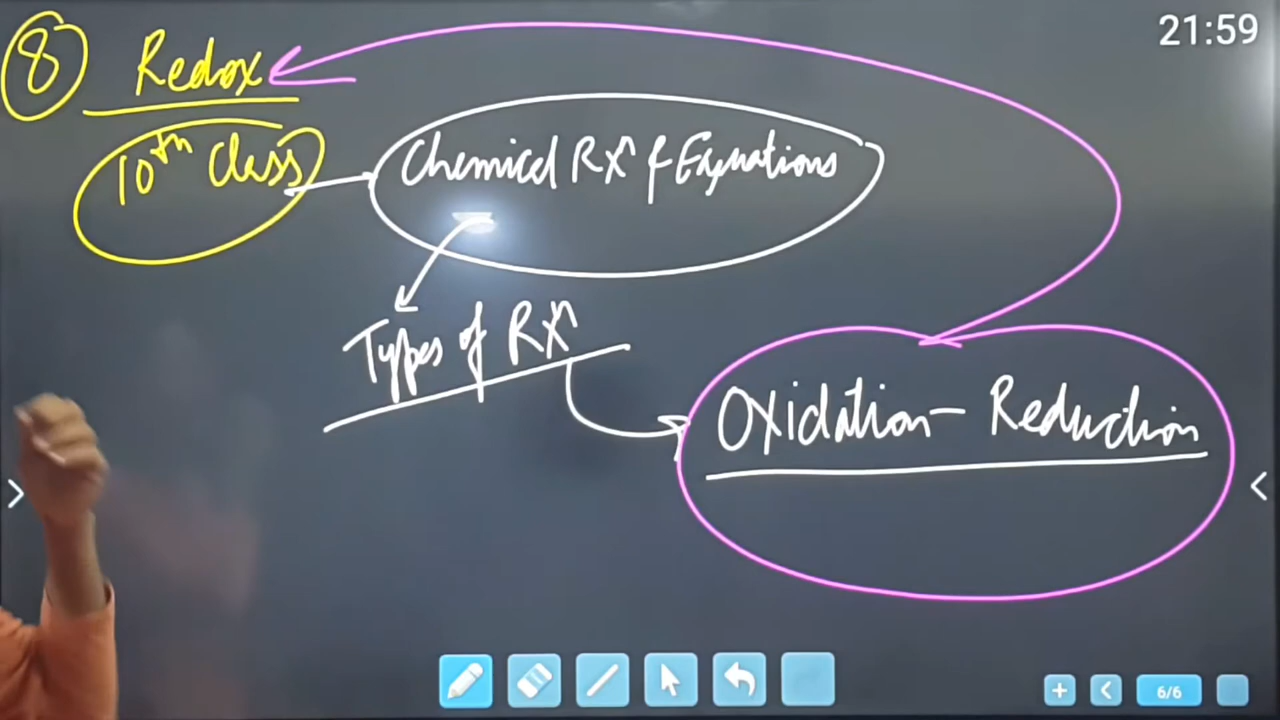 21:59
8 Redox
10th Class
Chemical Rxn & Equations
Types of Rxn
Oxidation - Reduction
6/6